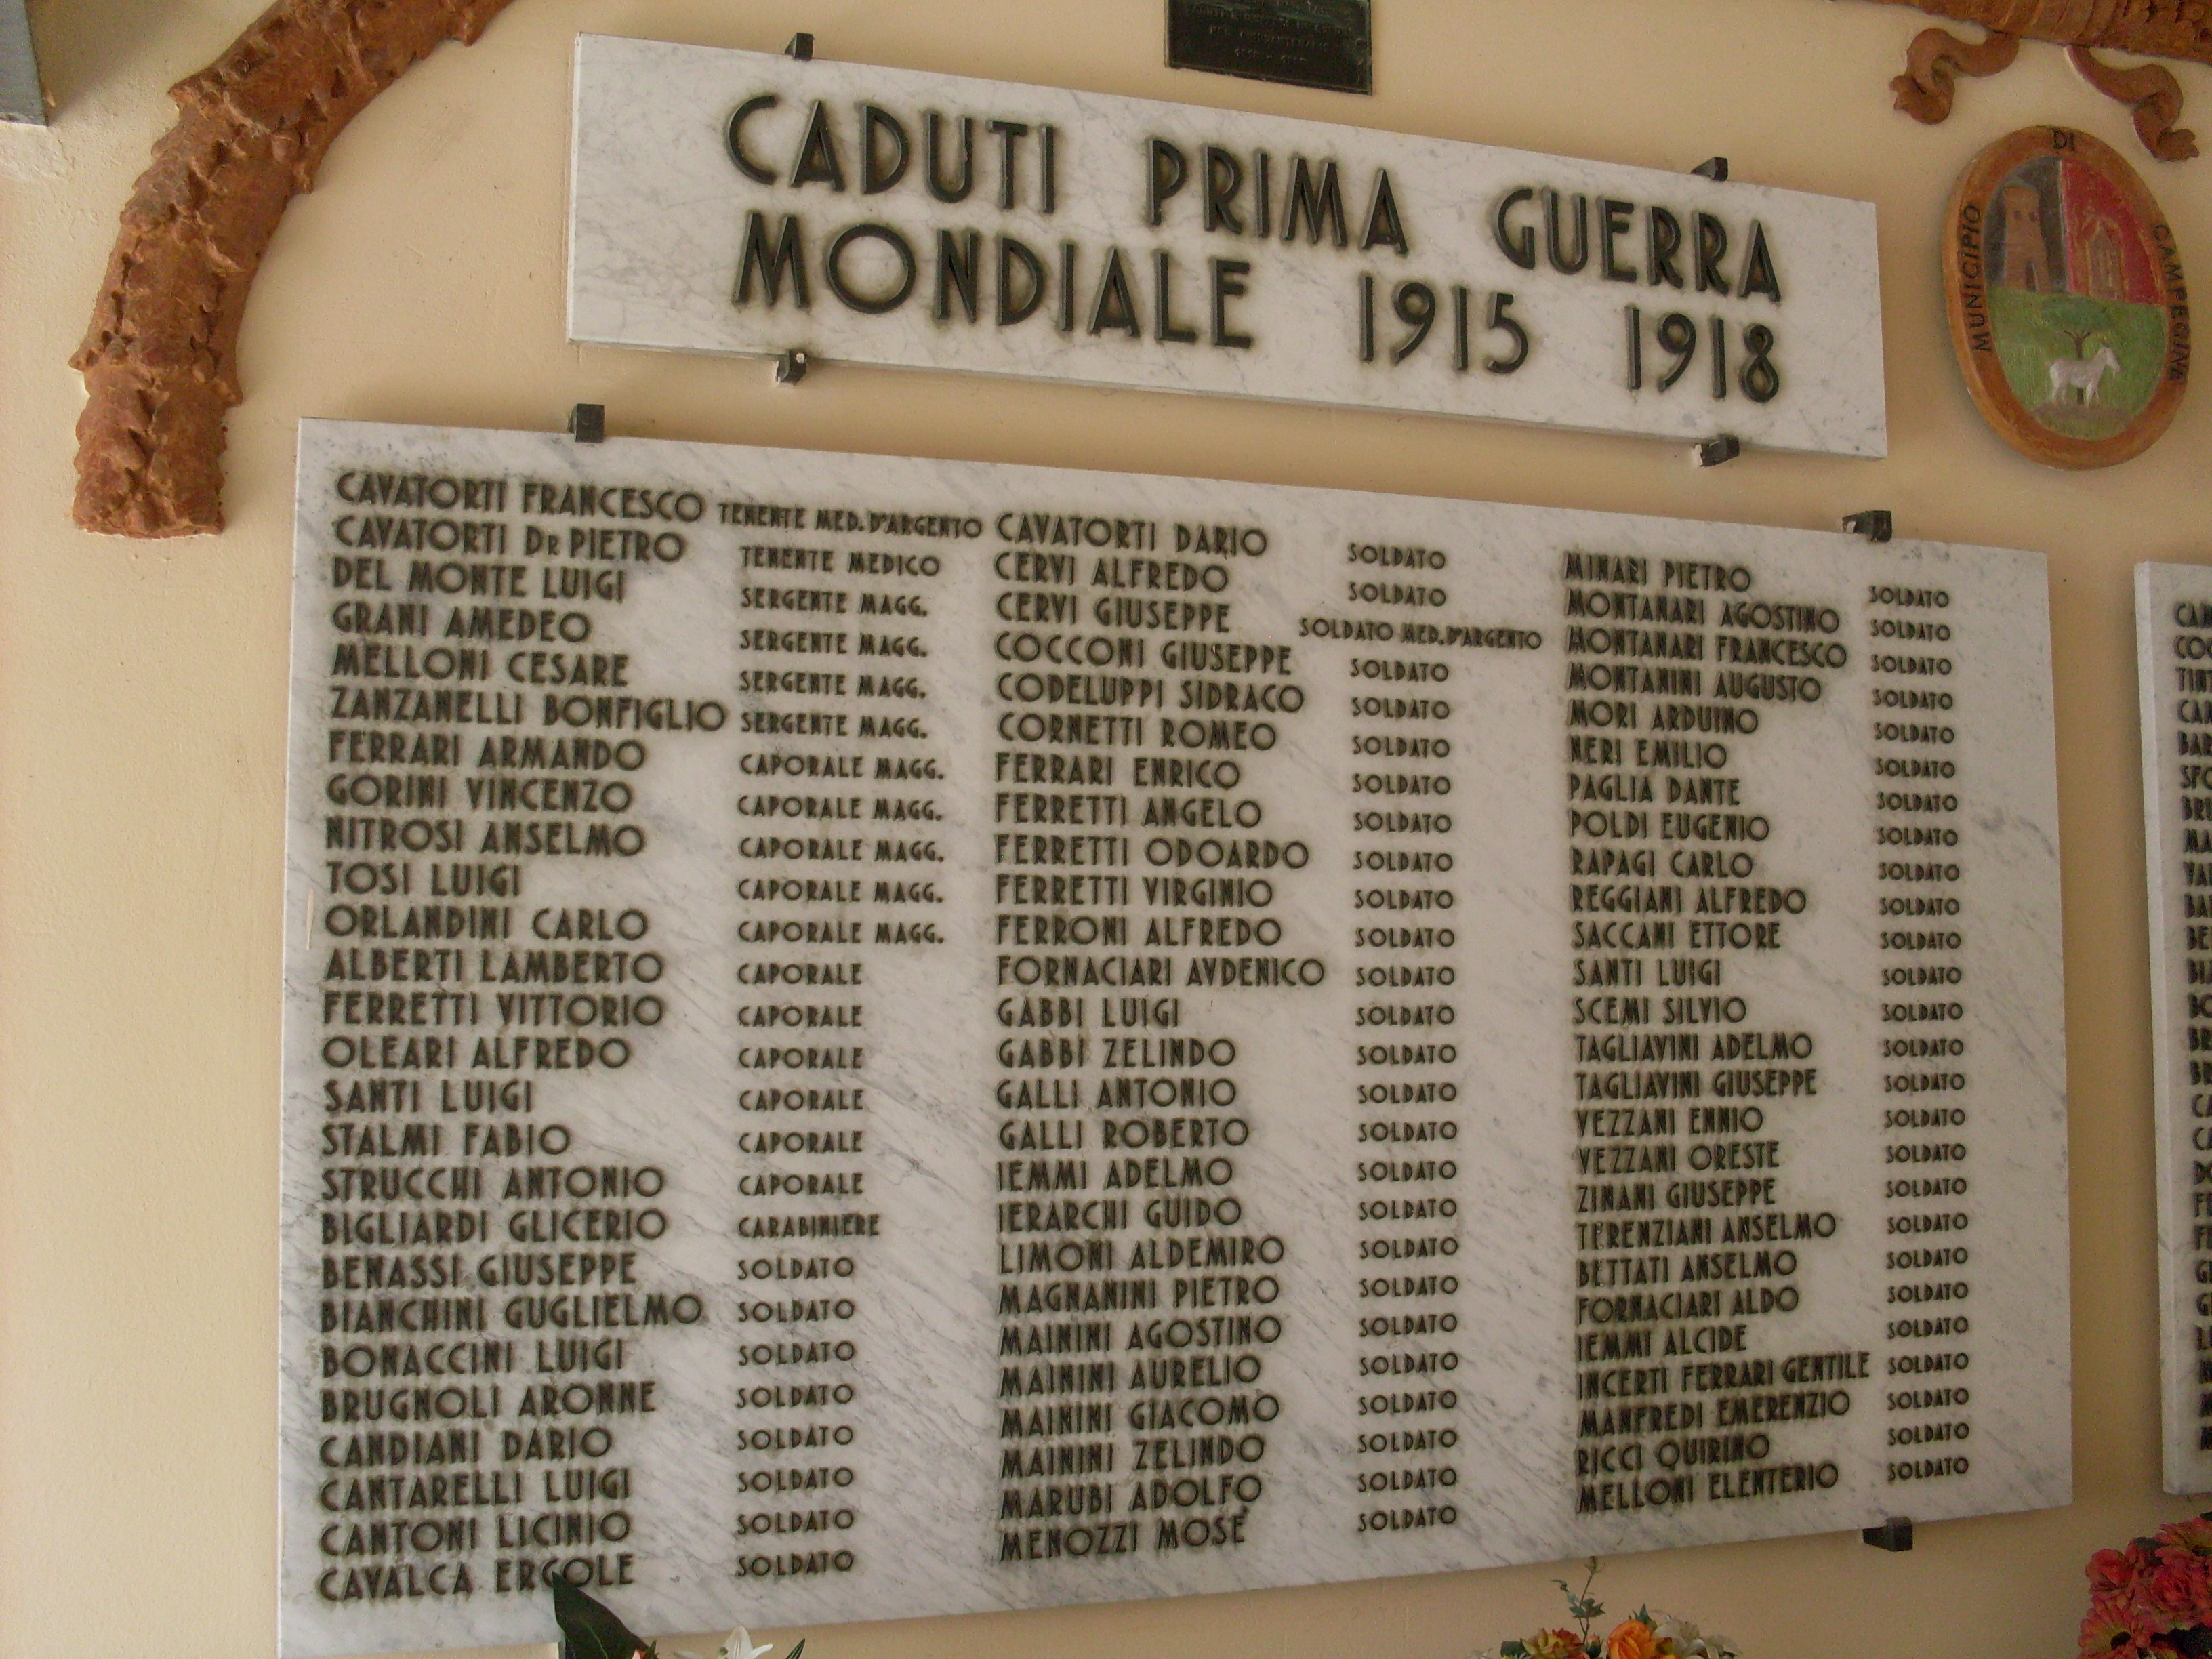 CADUTI PRIMA GUERRA
MONDIALE 1915 1918
MUNICIPIO DI CAMPEGINE
CAVATORTI FRANCESCO TENENTE MED. D'ARGENTO
CAVATORTI DR PIETRO TENENTE MEDICO
DEL MONTE LUIGI SERGENTE MAGG.
GRANI AMEDEO SERGENTE MAGG.
MELLONI CESARE SERGENTE MAGG.
ZANZANELLI BONFIGLIO SERGENTE MAGG.
FERRARI ARMANDO CAPORALE MAGG.
GORINI VINCENZO CAPORALE MAGG.
NITROSI ANSELMO CAPORALE MAGG.
TOSI LUIGI CAPORALE MAGG.
ORLANDINI CARLO CAPORALE MAGG.
ALBERTI LAMBERTO CAPORALE
FERRETTI VITTORIO CAPORALE
OLEARI ALFREDO CAPORALE
SANTI LUIGI CAPORALE
STALMI FABIO CAPORALE
STRUCCHI ANTONIO CAPORALE
BIGLIARDI GLICERIO CARABINIERE
BENASSI GIUSEPPE SOLDATO
BIANCHINI GUGLIELMO SOLDATO
BONACCINI LUIGI SOLDATO
BRUGNOLI ARONNE SOLDATO
CANDIANI DARIO SOLDATO
CANTARELLI LUIGI SOLDATO
CANTONI LICINIO SOLDATO
CAVALCA ERCOLE SOLDATO
CAVATORTI DARIO SOLDATO
CERVI ALFREDO SOLDATO
CERVI GIUSEPPE SOLDATO MED. D'ARGENTO
COCCONI GIUSEPPE SOLDATO
CODELUPPI SIDRACO SOLDATO
CORNETTI ROMEO SOLDATO
FERRARI ENRICO SOLDATO
FERRETTI ANGELO SOLDATO
FERRETTI ODOARDO SOLDATO
FERRETTI VIRGINIO SOLDATO
FERRONI ALFREDO SOLDATO
FORNACIARI AVDENICO SOLDATO
GABBI LUIGI SOLDATO
GABBI ZELINDO SOLDATO
GALLI ANTONIO SOLDATO
GALLI ROBERTO SOLDATO
IEMMI ADELMO SOLDATO
IERARCHI GUIDO SOLDATO
LIMONI ALDEMIRO SOLDATO
MAGNANINI PIETRO SOLDATO
MAININI AGOSTINO SOLDATO
MAININI AURELIO SOLDATO
MAININI GIACOMO SOLDATO
MAININI ZELINDO SOLDATO
MARUBI ADOLFO SOLDATO
MENOZZI MOSÉ SOLDATO
MINARI PIETRO SOLDATO
MONTANARI AGOSTINO SOLDATO
MONTANARI FRANCESCO SOLDATO
MONTANINI AUGUSTO SOLDATO
MORI ARDUINO SOLDATO
NERI EMILIO SOLDATO
PAGLIA DANTE SOLDATO
POLDI EUGENIO SOLDATO
RAPAGI CARLO SOLDATO
REGGIANI ALFREDO SOLDATO
SACCANI ETTORE SOLDATO
SANTI LUIGI SOLDATO
SCEMI SILVIO SOLDATO
TAGLIAVINI ADELMO SOLDATO
TAGLIAVINI GIUSEPPE SOLDATO
VEZZANI ENNIO SOLDATO
VEZZANI ORESTE SOLDATO
ZINANI GIUSEPPE SOLDATO
TERENZIANI ANSELMO SOLDATO
BETTATI ANSELMO SOLDATO
FORNACIARI ALDO SOLDATO
IEMMI ALCIDE SOLDATO
INCERTI FERRARI GENTILE SOLDATO
MANFREDI EMERENZIO SOLDATO
RICCI QUIRINO SOLDATO
MELLONI ELENTERIO SOLDATO